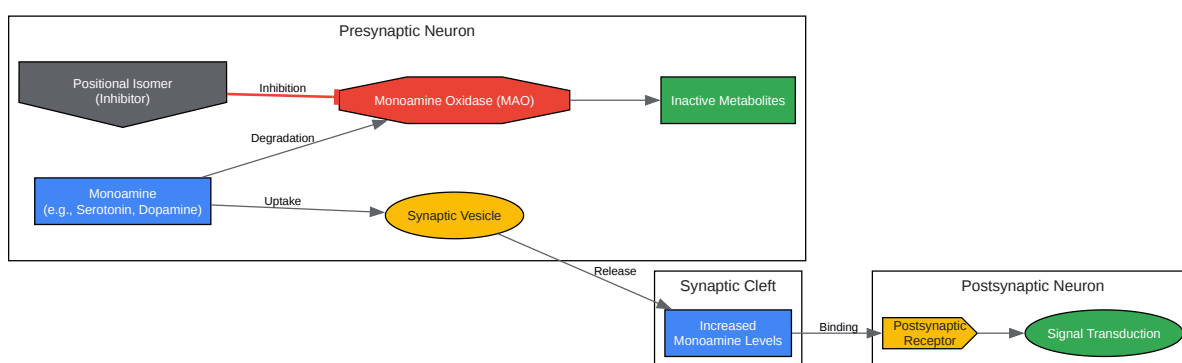 Presynaptic Neuron
Positional Isomer
(Inhibitor)
Inhibition
Monoamine Oxidase (MAO)
Inactive Metabolites
Degradation
Monoamine
(e.g., Serotonin, Dopamine)
Uptake
Synaptic Vesicle
Release
Synaptic Cleft
Increased
Monoamine Levels
Binding
Postsynaptic Neuron
Postsynaptic
Receptor
Signal Transduction